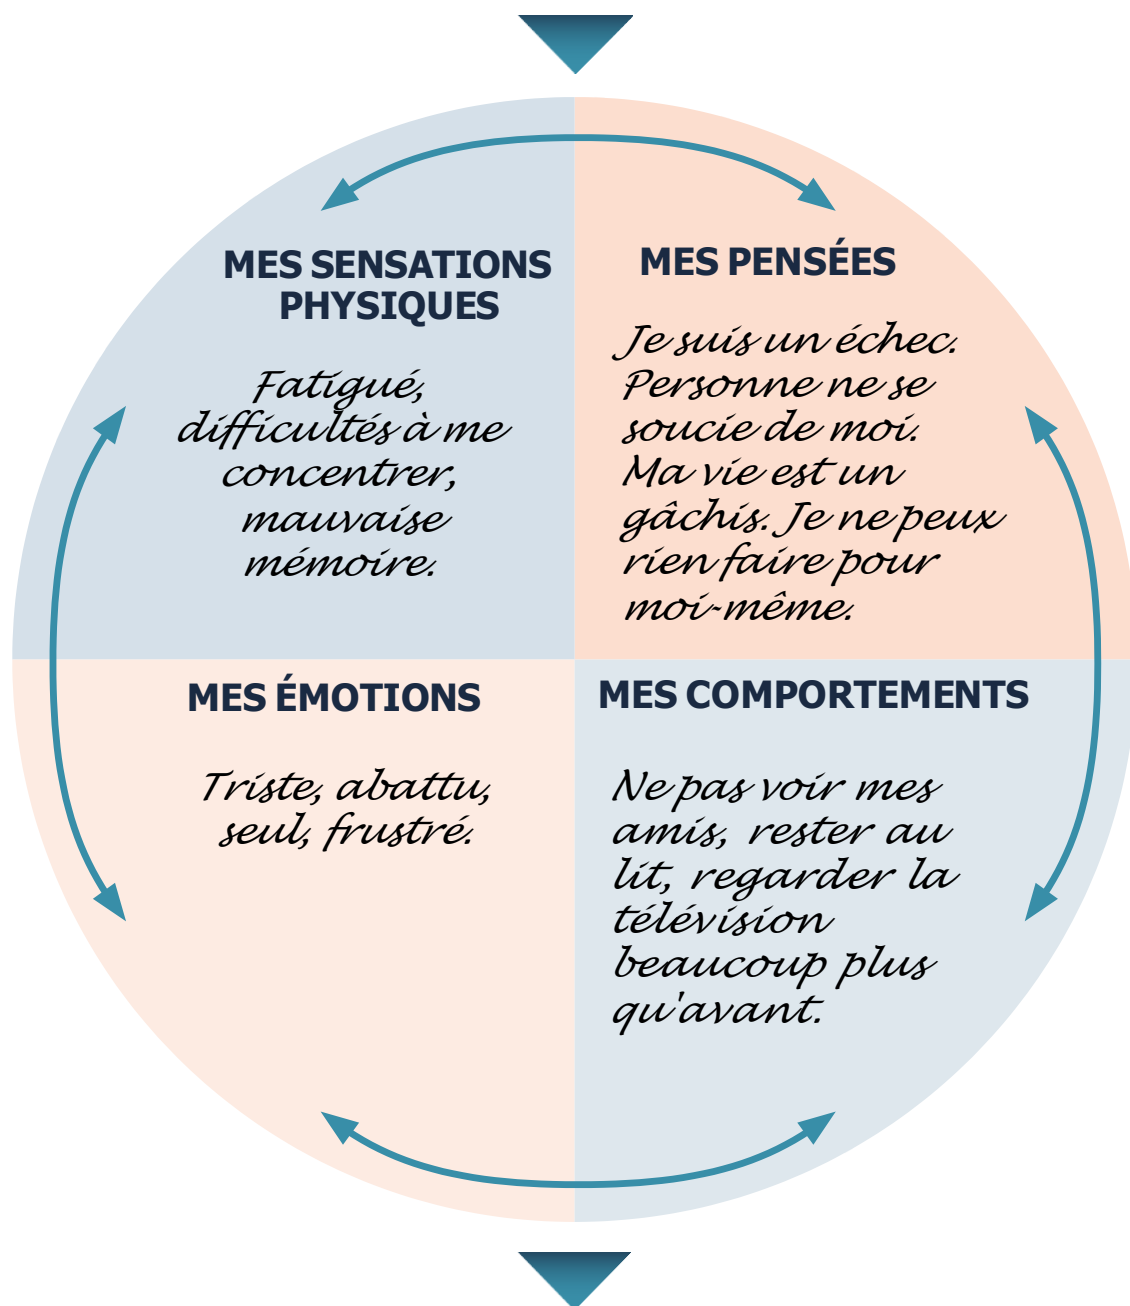 MES SENSATIONS
PHYSIQUES
Fatigué,
difficultés à me
concentrer,
mauvaise
mémoire.
MES PENSÉES
Je suis un échec.
Personne ne se
soucie de moi.
Ma vie est un
gâchis. Je ne peux
rien faire pour
moi-même.
MES ÉMOTIONS
Triste, abattu,
seul, frustré.
MES COMPORTEMENTS
Ne pas voir mes
amis, rester au
lit, regarder la
télévision
beaucoup plus
qu'avant.